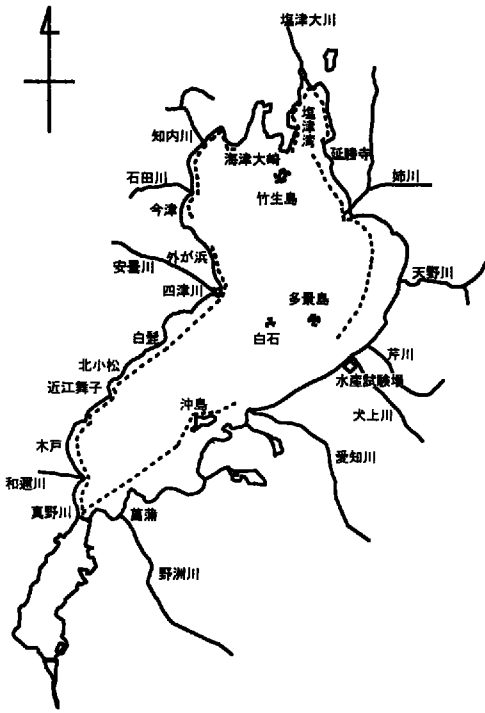 塩津大川
塩津湾
知内川
海津大崎
延勝寺
石田川
竹生島
姉川
今津
外が浜
安曇川
天野川
四津川
多景島
白髭
白石
芹川
北小松
水産試験場
近江舞子
沖島
犬上川
木戸
愛知川
和邇川
真野川
菖蒲
野洲川